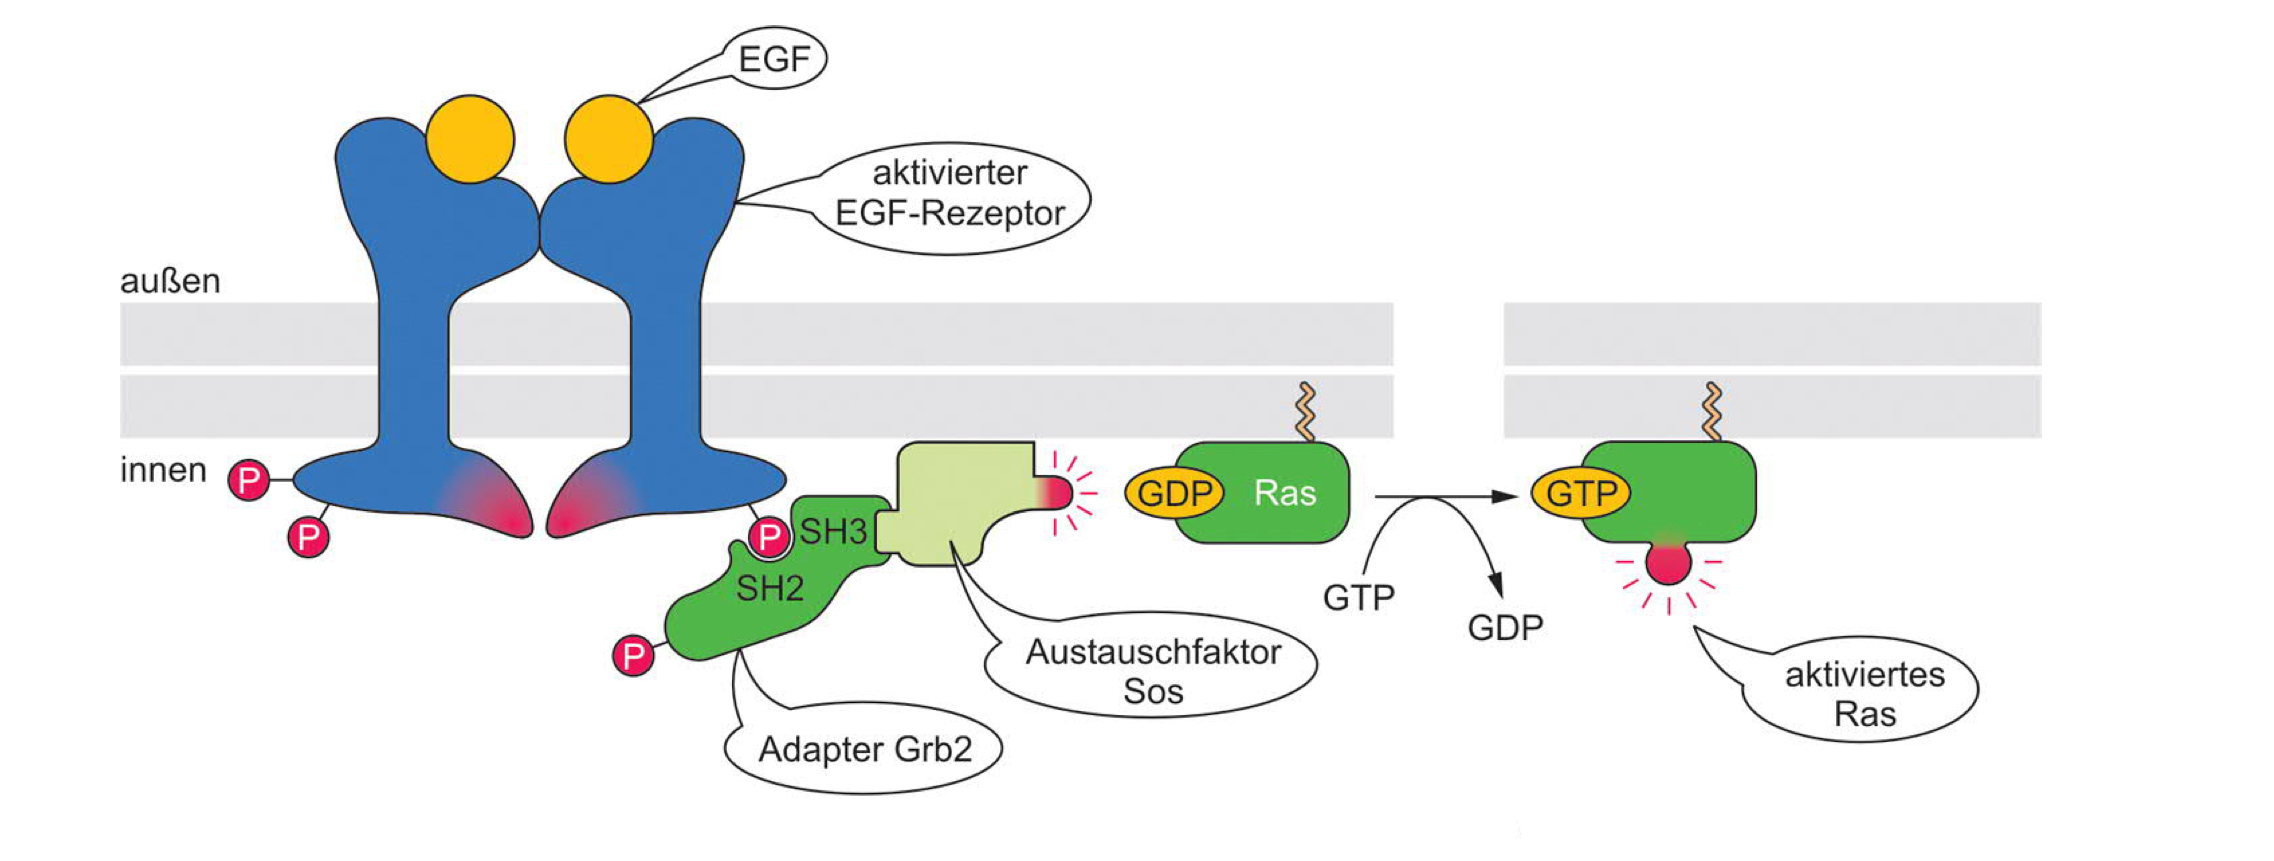 EGF
aktivierter
EGF-Rezeptor
außen
innen
P
P
P
SH3
SH2
P
GDP
Ras
GTP
GTP
GDP
Austauschfaktor
Sos
aktiviertes
Ras
Adapter Grb2